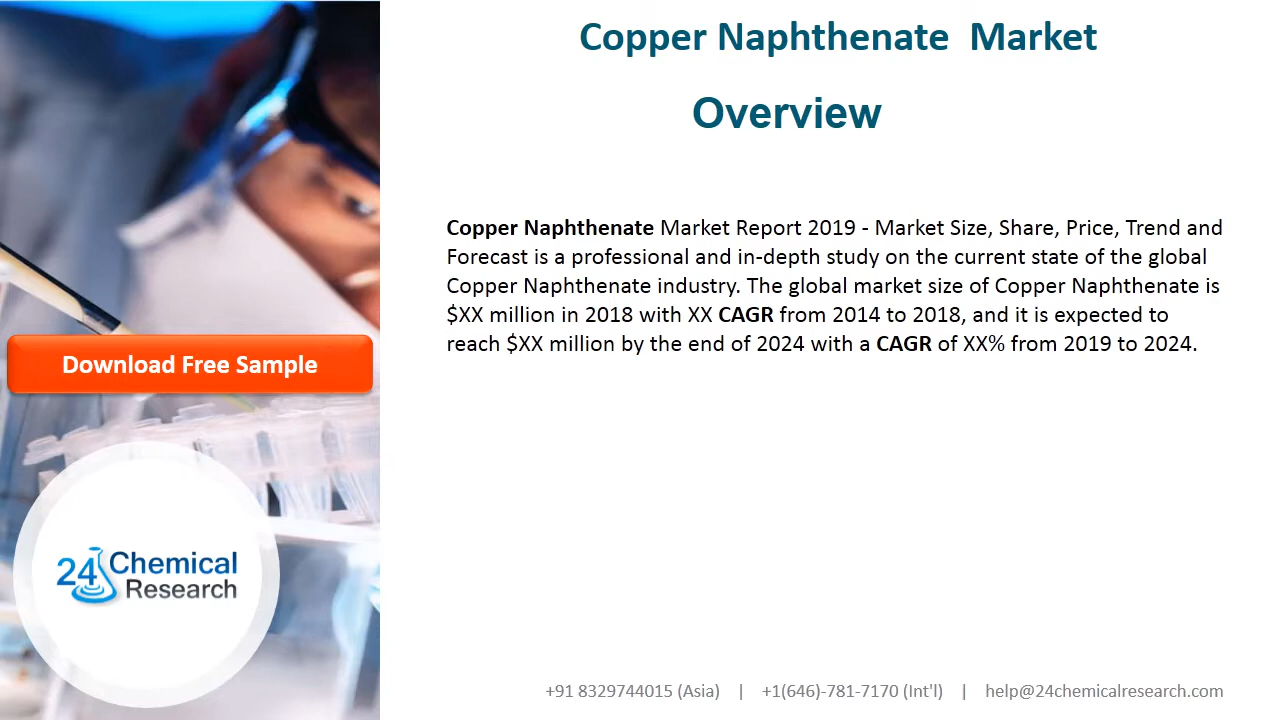 Copper Naphthenate  Market
Overview
Copper Naphthenate Market Report 2019 - Market Size, Share, Price, Trend and
Forecast is a professional and in-depth study on the current state of the global
Copper Naphthenate industry. The global market size of Copper Naphthenate is
$XX million in 2018 with XX CAGR from 2014 to 2018, and it is expected to
reach $XX million by the end of 2024 with a CAGR of XX% from 2019 to 2024.
Download Free Sample
24 Chemical
Research
+91 8329744015 (Asia) | +1(646)-781-7170 (Int'l) | help@24chemicalresearch.com